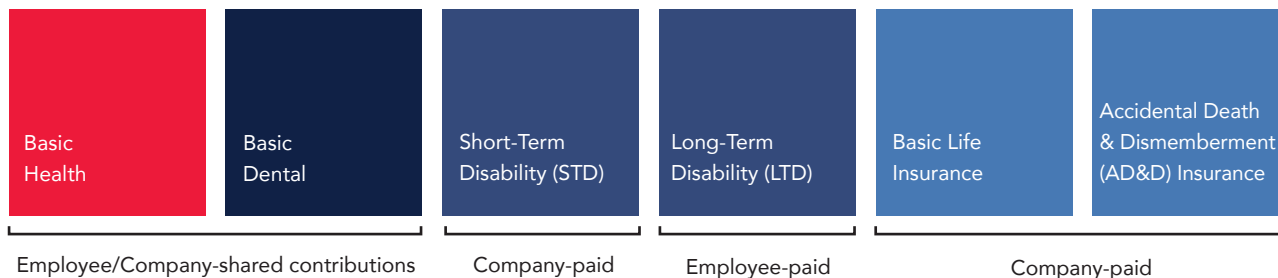 Basic
Health
Basic
Dental
Short-Term
Disability (STD)
Long-Term
Disability (LTD)
Basic Life
Insurance
Accidental Death
& Dismemberment
(AD&D) Insurance
Employee/Company-shared contributions
Company-paid
Employee-paid
Company-paid